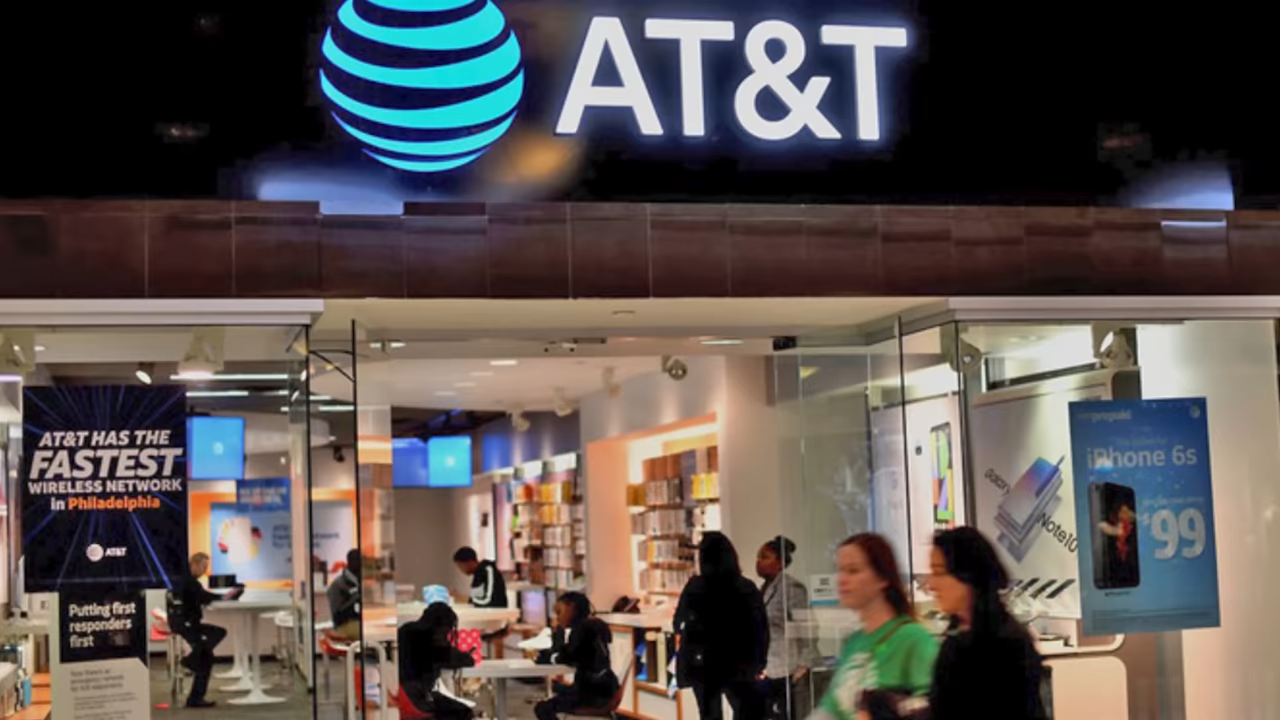 AT&T
AT&T HAS THE
FASTEST
WIRELESS NETWORK
in Philadelphia
AT&T
Putting first
responders
first
prepaid
iPhone 6s
$99
Galaxy
Note10